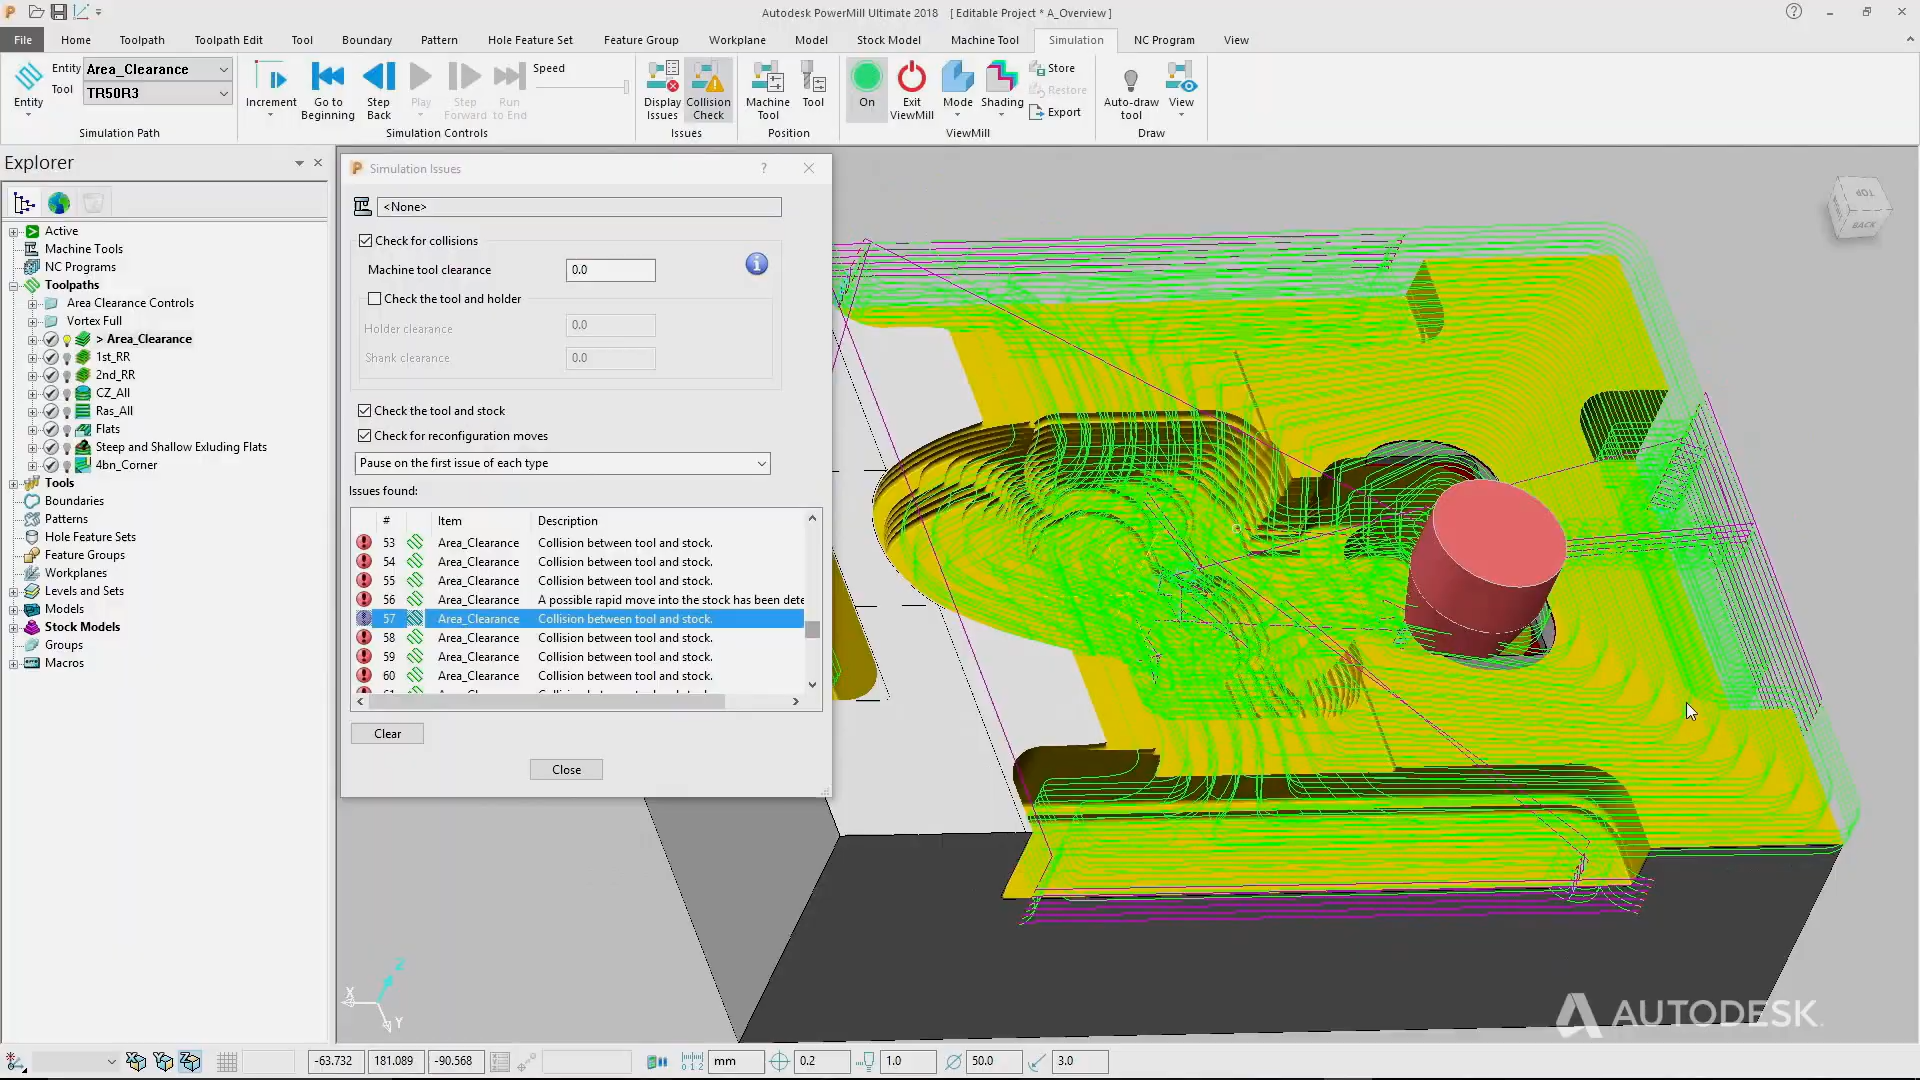 Autodesk PowerMill Ultimate 2018 [ Editable Project * A_Overview ]
File Home Toolpath Toolpath Edit Tool Boundary Pattern Hole Feature Set Feature Group Workplane Model Stock Model Machine Tool Simulation NC Program View
Entity
Entity Area_Clearance
Tool TR50R3
Simulation Path
Increment
Go to Beginning
Step Back
Play
Step Forward
Run to End
Speed
Simulation Controls
Display Issues
Collision Check
Issues
Machine Tool
Tool
Position
On
Exit ViewMill
Mode
Shading
Store
Restore
Export
ViewMill
Auto-draw tool
View
Draw
Explorer
Active
Machine Tools
NC Programs
Toolpaths
Area Clearance Controls
Vortex Full
> Area_Clearance
1st_RR
2nd_RR
CZ_All
Ras_All
Flats
Steep and Shallow Exluding Flats
4bn_Corner
Tools
Boundaries
Patterns
Hole Feature Sets
Feature Groups
Workplanes
Levels and Sets
Models
Stock Models
Groups
Macros
Simulation Issues ?
<None>
Check for collisions
Machine tool clearance 0.0
Check the tool and holder
Holder clearance 0.0
Shank clearance 0.0
Check the tool and stock
Check for reconfiguration moves
Pause on the first issue of each type
Issues found:
# Item Description
53 Area_Clearance Collision between tool and stock.
54 Area_Clearance Collision between tool and stock.
55 Area_Clearance Collision between tool and stock.
56 Area_Clearance A possible rapid move into the stock has been dete
57 Area_Clearance Collision between tool and stock.
58 Area_Clearance Collision between tool and stock.
59 Area_Clearance Collision between tool and stock.
60 Area_Clearance Collision between tool and stock.
Clear
Close
TOP
BACK
Z
X
Y
AUTODESK.
-63.732 181.089 -90.568 mm 0.2 1.0 50.0 3.0